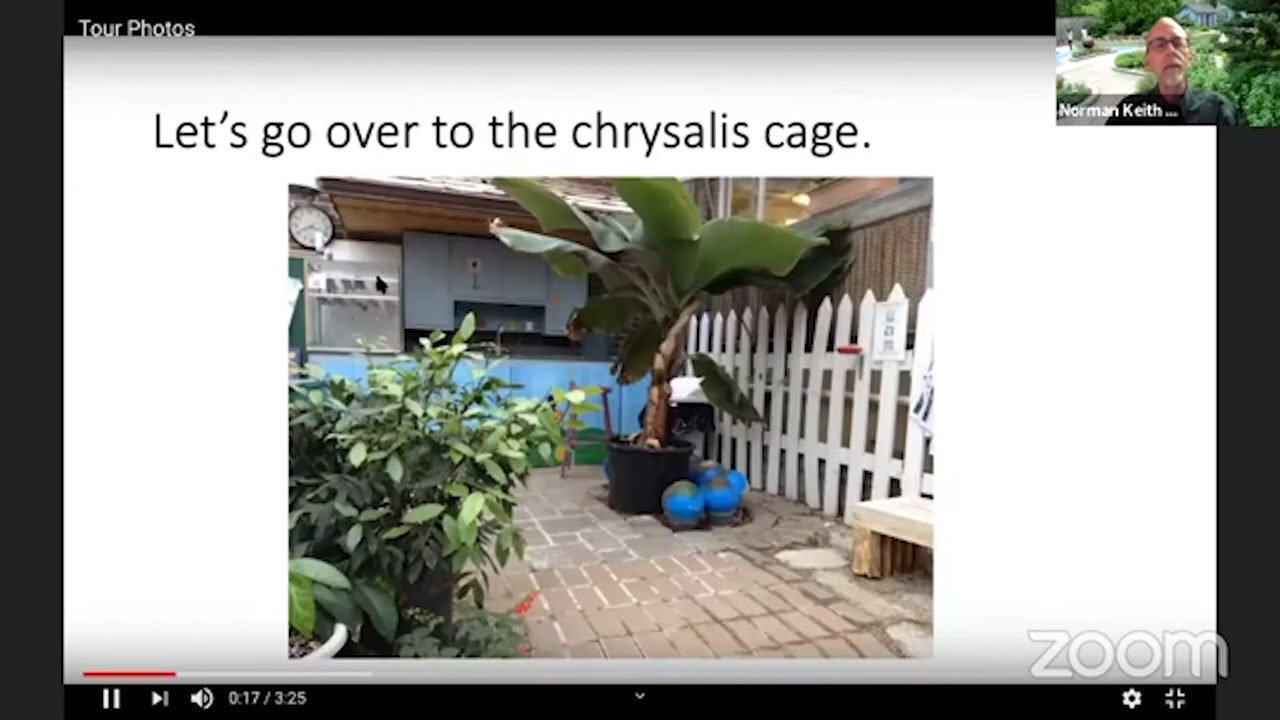 Tour Photos
Norman Keith ...
Let's go over to the chrysalis cage.
zoom
0:17 / 3:25